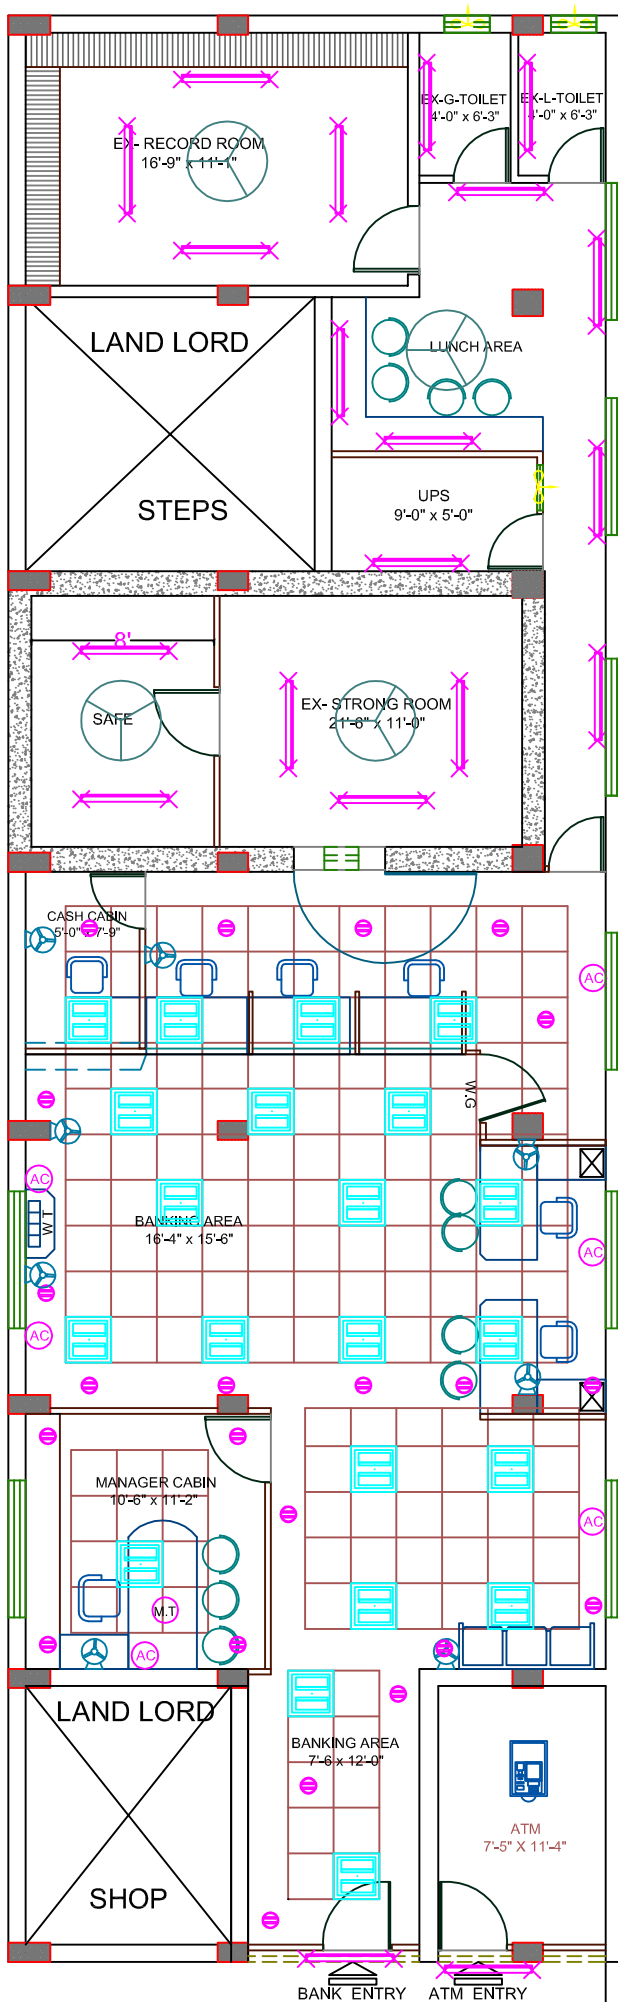 EX-G-TOILET
4'-0" x 6'-3"
EX-L-TOILET
4'-0" x 6'-3"
EX- RECORD ROOM
16'-9" x 11'-1"
LAND LORD
STEPS
LUNCH AREA
UPS
9'-0" x 5'-0"
8'
SAFE
EX- STRONG ROOM
21'-6" x 11'-0"
CASH CABIN
5'-0" x 7'-9"
AC
W.G
AC
W T
BANKING AREA
16'-4" x 15'-6"
AC
AC
MANAGER CABIN
10'-6" x 11'-2"
AC
M.T
AC
LAND LORD
SHOP
BANKING AREA
7'-6 x 12'-0"
ATM
7'-5" X 11'-4"
BANK ENTRY
ATM ENTRY